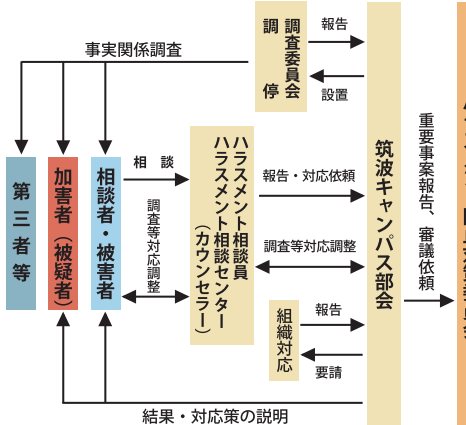 事実関係調査
調査委員会
調停
報告
設置
第三者等
加害者（被疑者）
相談者・被害者
相談
調査等対応調整
ハラスメント相談員
ハラスメント相談センター
（カウンセラー）
報告・対応依頼
調査等対応調整
組織対応
報告
要請
筑波キャンパス部会
重要事案報告、審議依頼
結果・対応策の説明